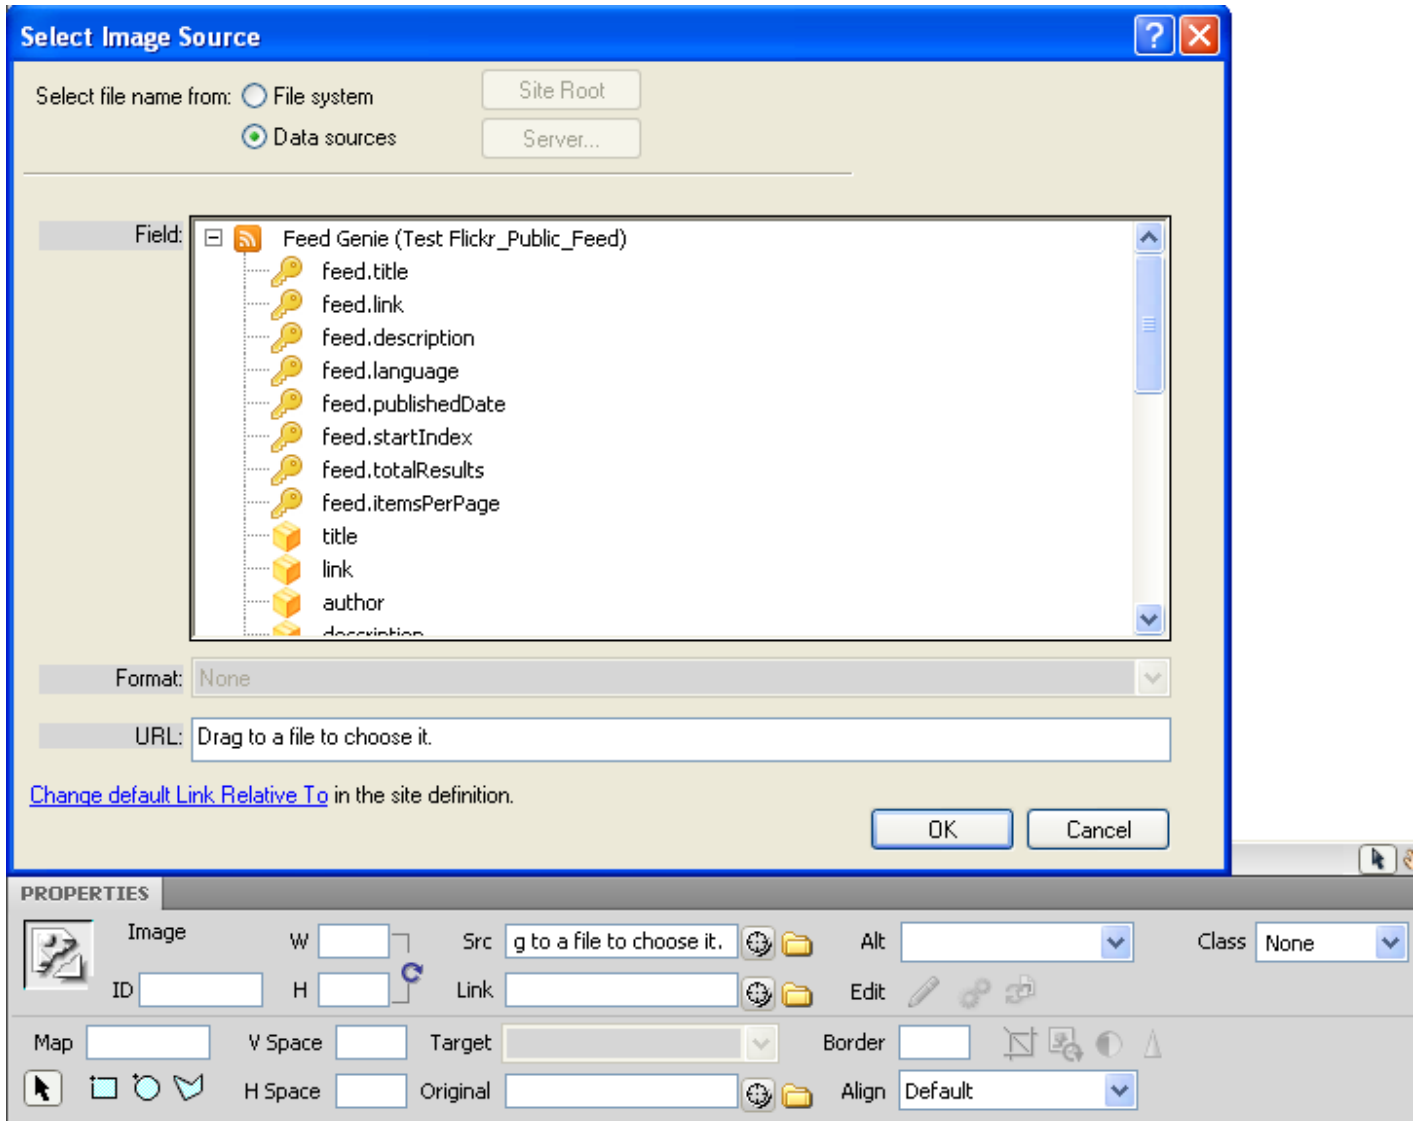 Select Image Source
Select file name from: File system Site Root
Data sources Server...
Field: Feed Genie (Test Flickr_Public_Feed)
feed.title
feed.link
feed.description
feed.language
feed.publishedDate
feed.startIndex
feed.totalResults
feed.itemsPerPage
title
link
author
description
Format: None
URL: Drag to a file to choose it.
Change default Link Relative To in the site definition.
OK Cancel
PROPERTIES
Image W Src g to a file to choose it. Alt Class None
ID H Link Edit
Map V Space Target Border
H Space Original Align Default